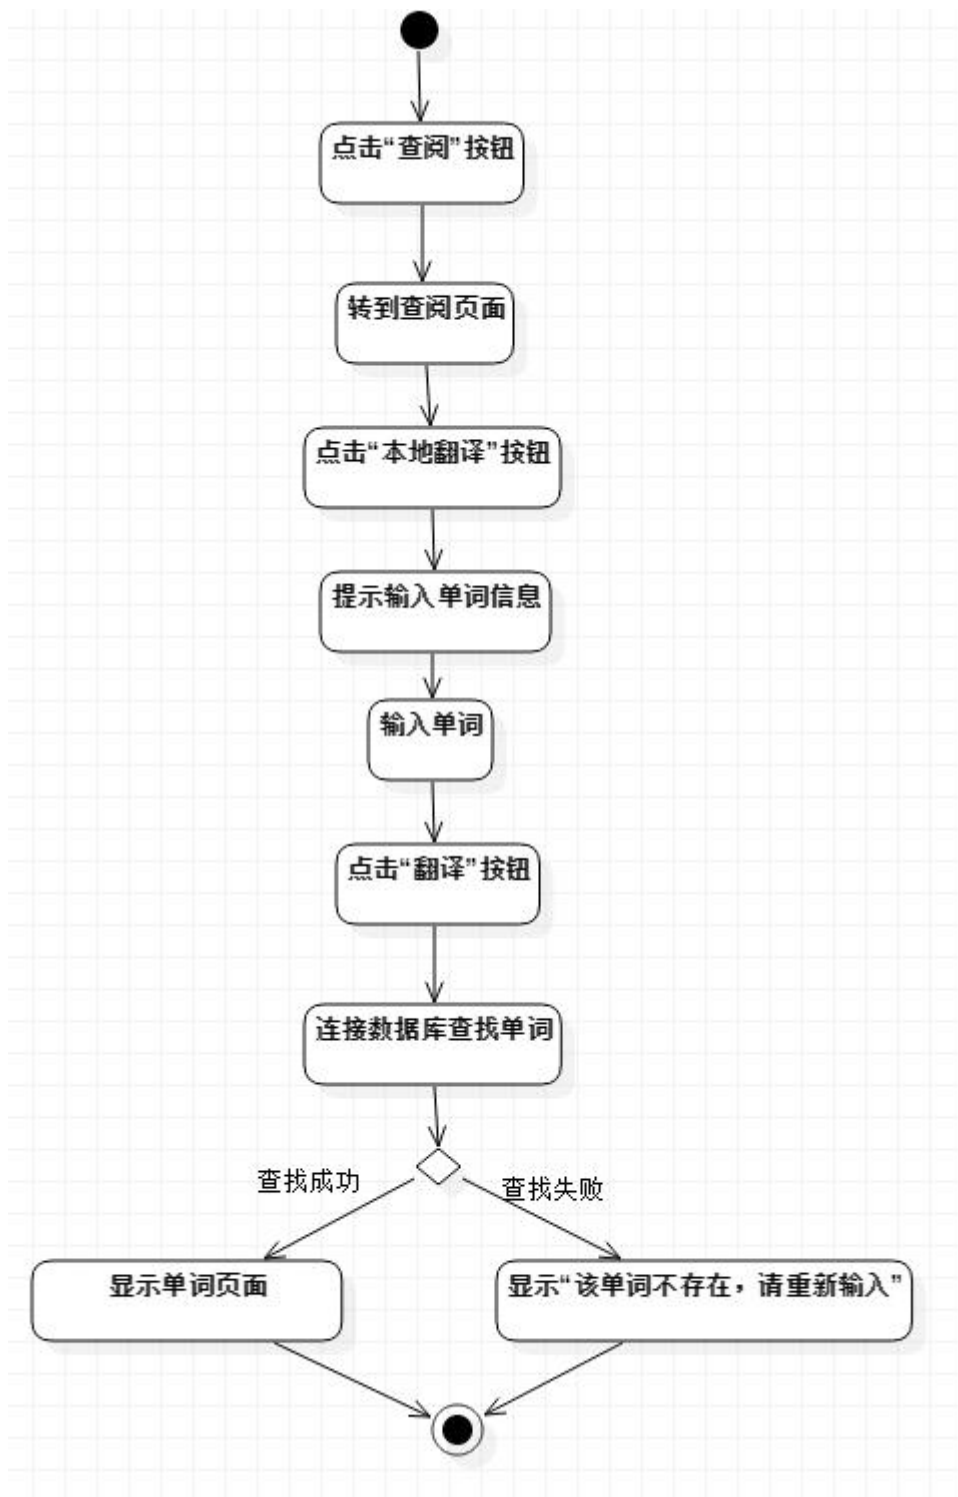 点击“查阅”按钮
转到查阅页面
点击“本地翻译”按钮
提示输入单词信息
输入单词
点击“翻译”按钮
连接数据库查找单词
查找成功
查找失败
显示单词页面
显示“该单词不存在，请重新输入”